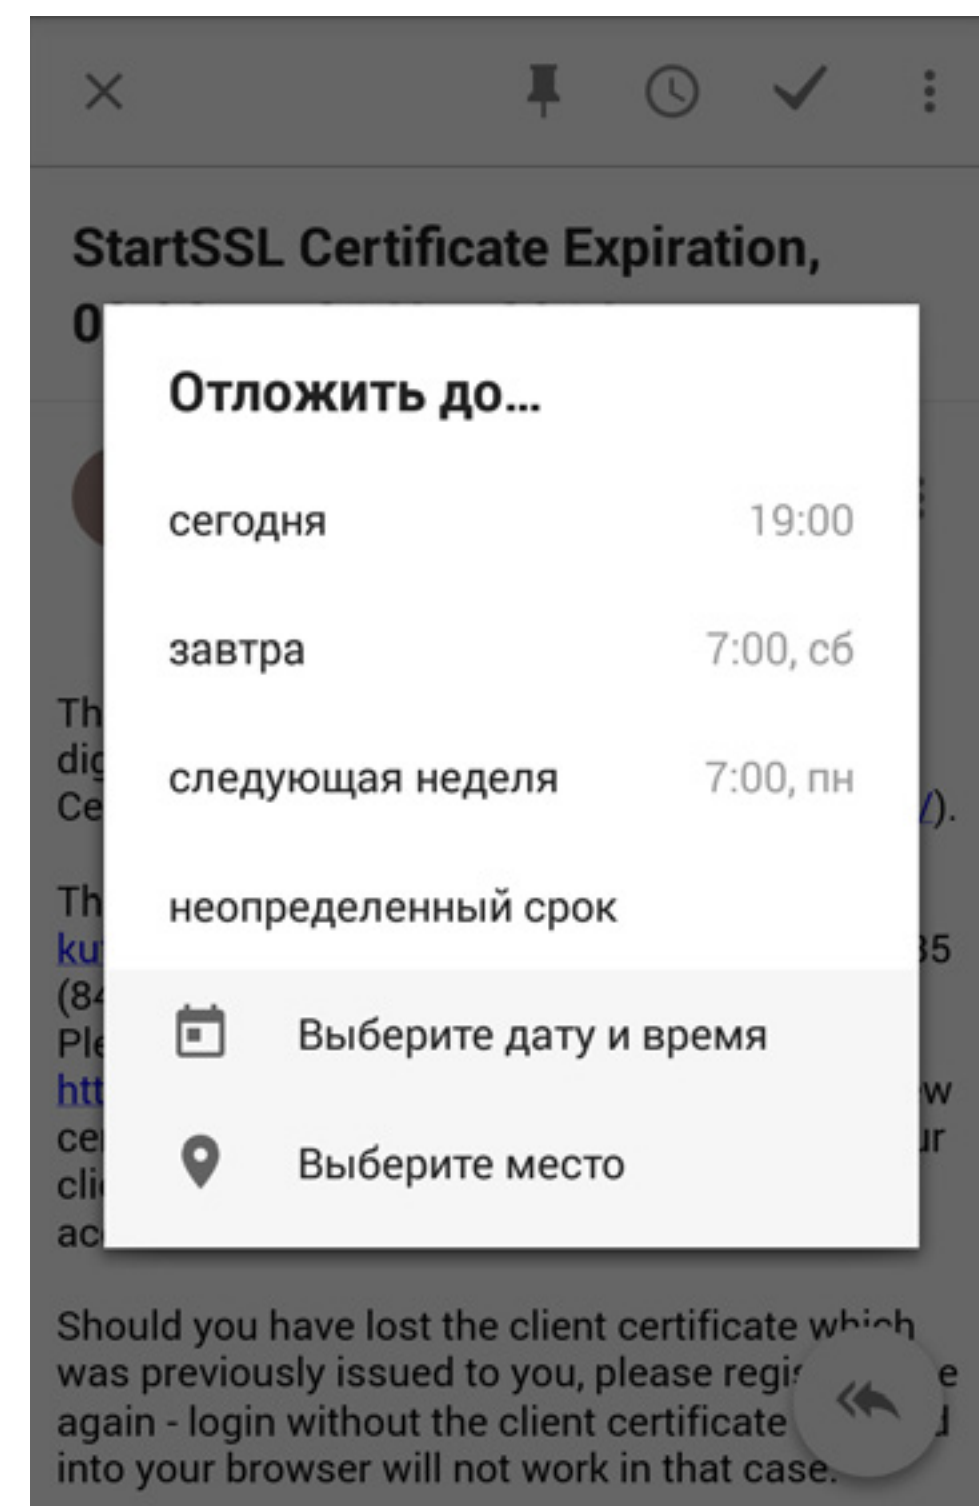 StartSSL Certificate Expiration,
Отложить до...
сегодня 19:00
завтра 7:00, сб
следующая неделя 7:00, пн
неопределенный срок
Выберите дату и время
Выберите место
Should you have lost the client certificate which
was previously issued to you, please
again - login without the client certificate
into your browser will not work in that case.